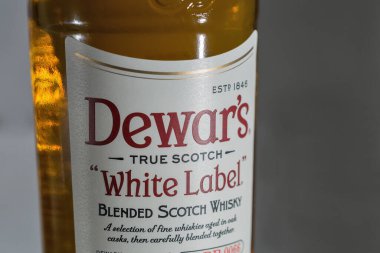 ESTD 1846
Dewar's
TRUE SCOTCH
"White Label"
BLENDED SCOTCH WHISKY
A selection of fine whiskies aged in oak
casks, then carefully blended together